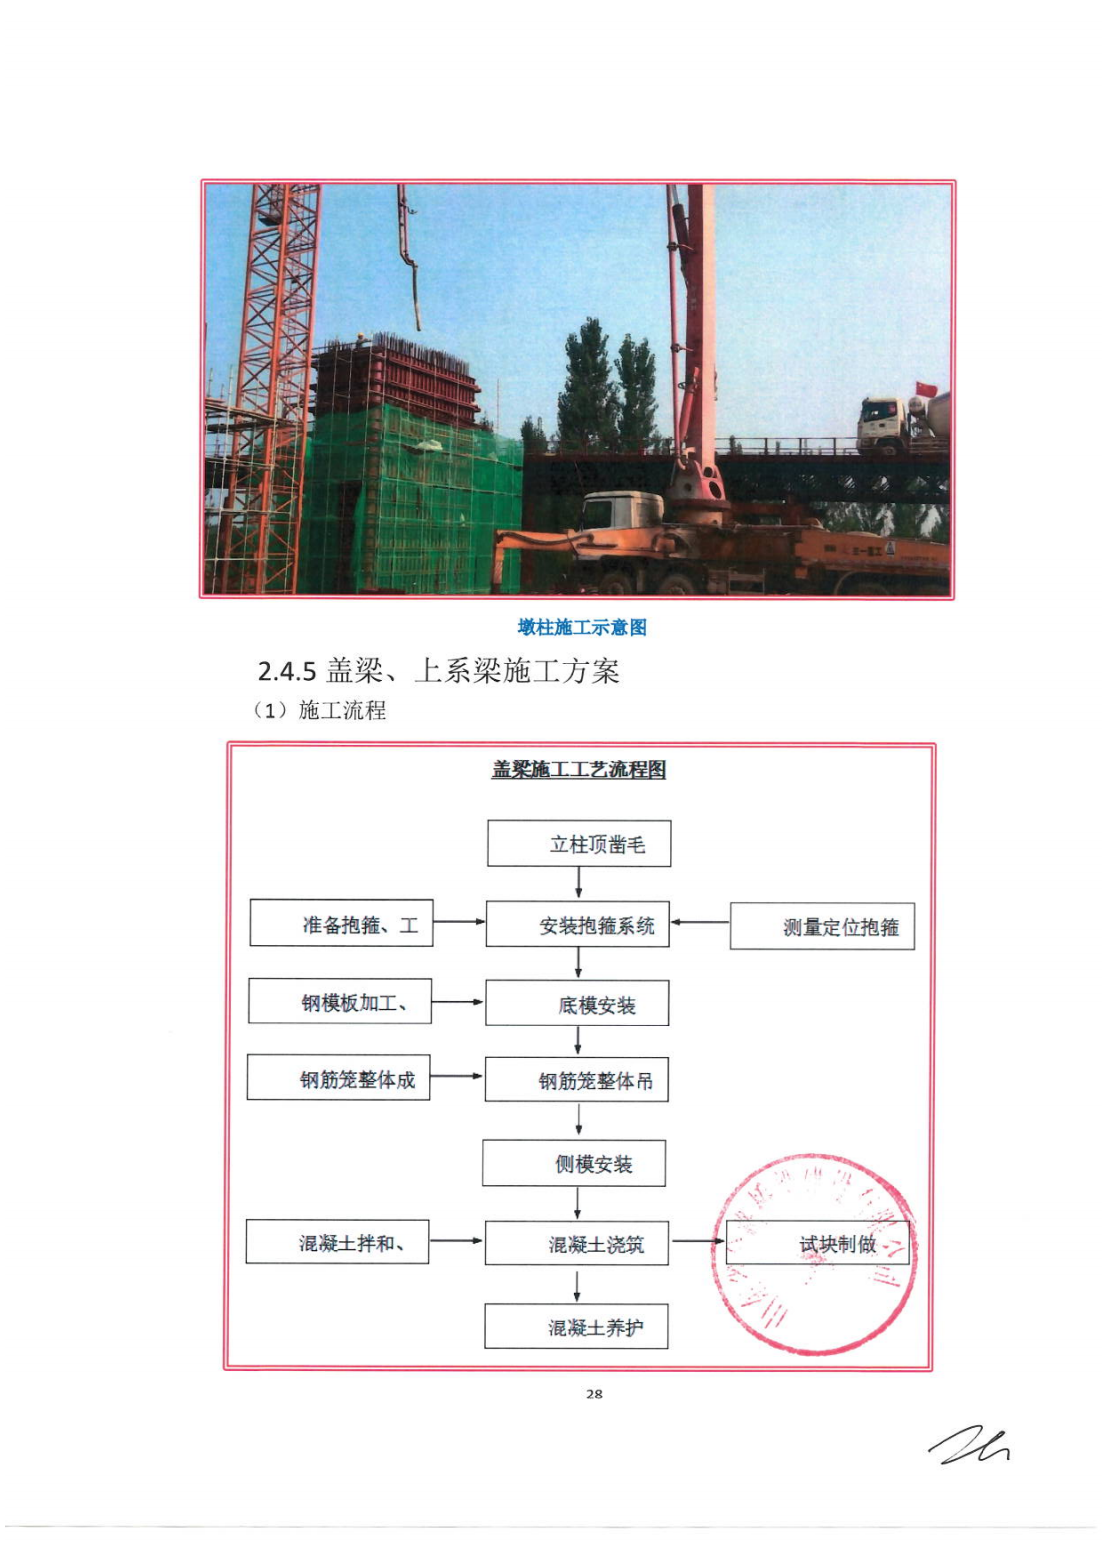 三一重工
墩柱施工示意图
2.4.5 盖梁、上系梁施工方案
（1）施工流程
盖梁施工工艺流程图
立柱顶凿毛
准备抱箍、工
安装抱箍系统
测量定位抱箍
钢模板加工、
底模安装
钢筋笼整体成
钢筋笼整体吊
侧模安装
混凝土拌和、
混凝土浇筑
试块制做
混凝土养护
28